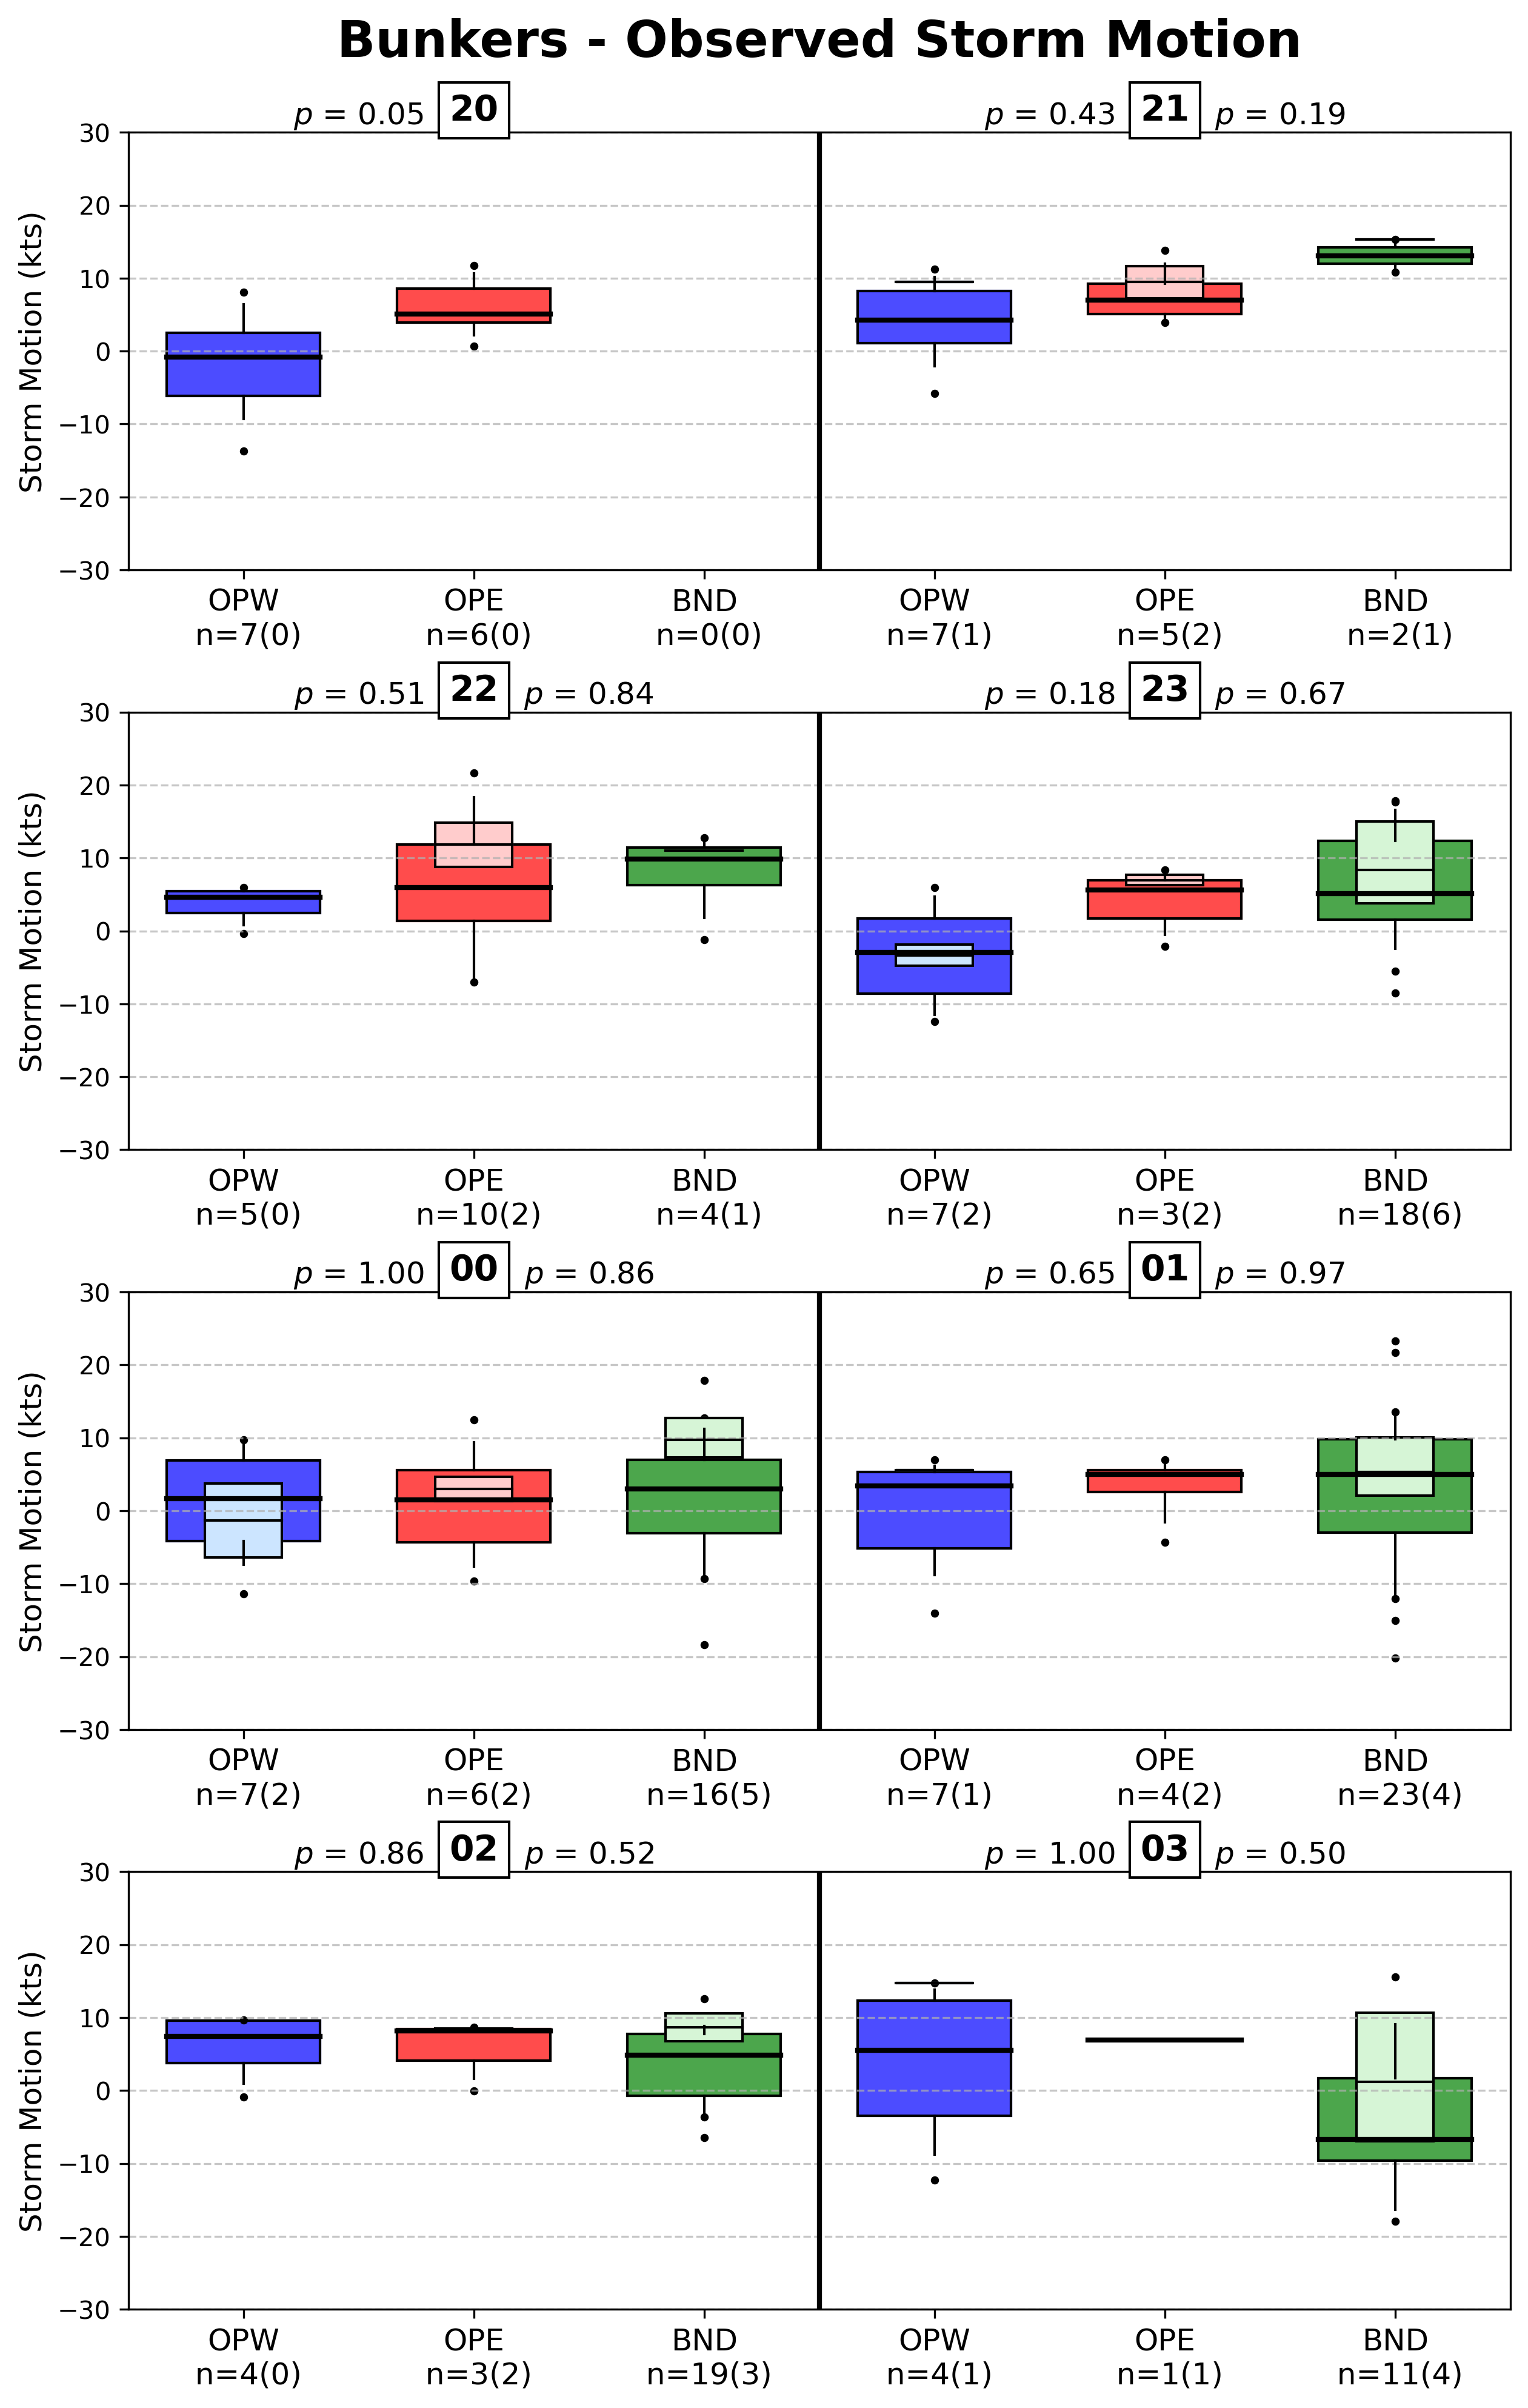 Bunkers - Observed Storm Motion
p = 0.05 20
p = 0.43 21 p = 0.19
Storm Motion (kts)
30
20
10
0
−10
−20
−30
OPW OPE BND OPW OPE BND
n=7(0) n=6(0) n=0(0) n=7(1) n=5(2) n=2(1)
p = 0.51 22 p = 0.84
p = 0.18 23 p = 0.67
Storm Motion (kts)
30
20
10
0
−10
−20
−30
OPW OPE BND OPW OPE BND
n=5(0) n=10(2) n=4(1) n=7(2) n=3(2) n=18(6)
p = 1.00 00 p = 0.86
p = 0.65 01 p = 0.97
Storm Motion (kts)
30
20
10
0
−10
−20
−30
OPW OPE BND OPW OPE BND
n=7(2) n=6(2) n=16(5) n=7(1) n=4(2) n=23(4)
p = 0.86 02 p = 0.52
p = 1.00 03 p = 0.50
Storm Motion (kts)
30
20
10
0
−10
−20
−30
OPW OPE BND OPW OPE BND
n=4(0) n=3(2) n=19(3) n=4(1) n=1(1) n=11(4)